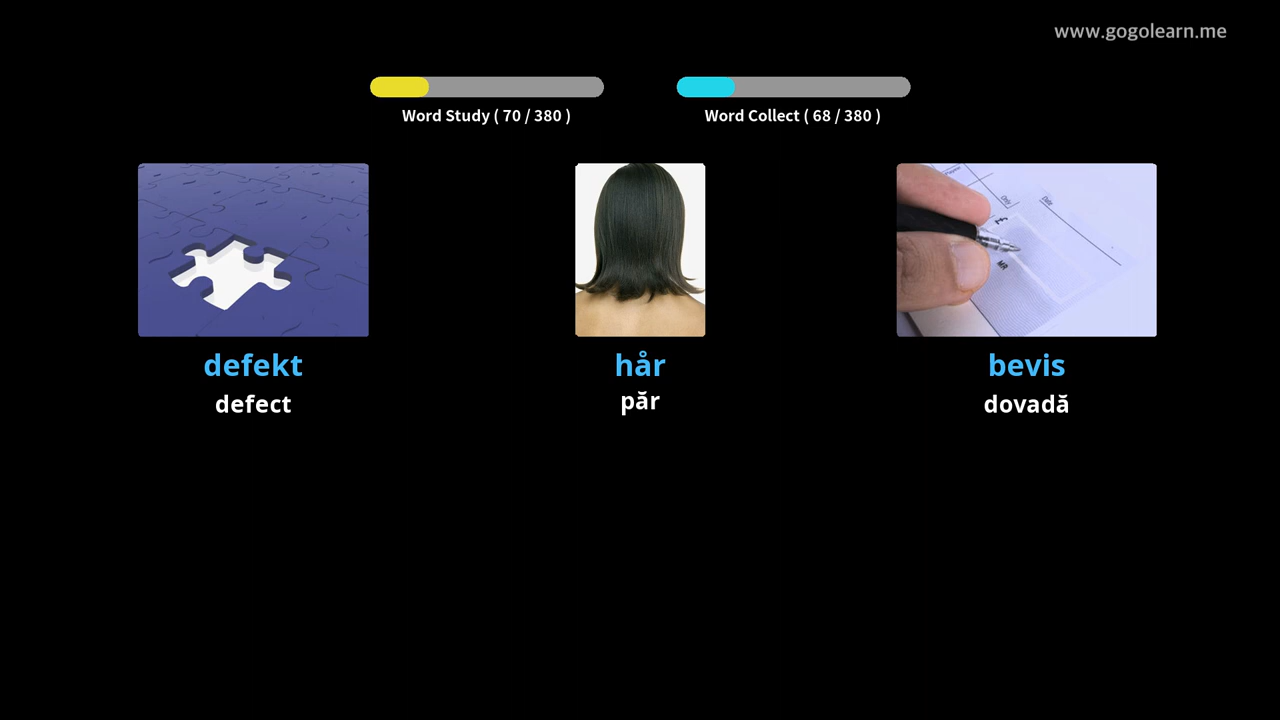 www.gogolearn.me
Word Study ( 70 / 380 )
Word Collect ( 68 / 380 )
defekt
defect
hår
păr
bevis
dovadă